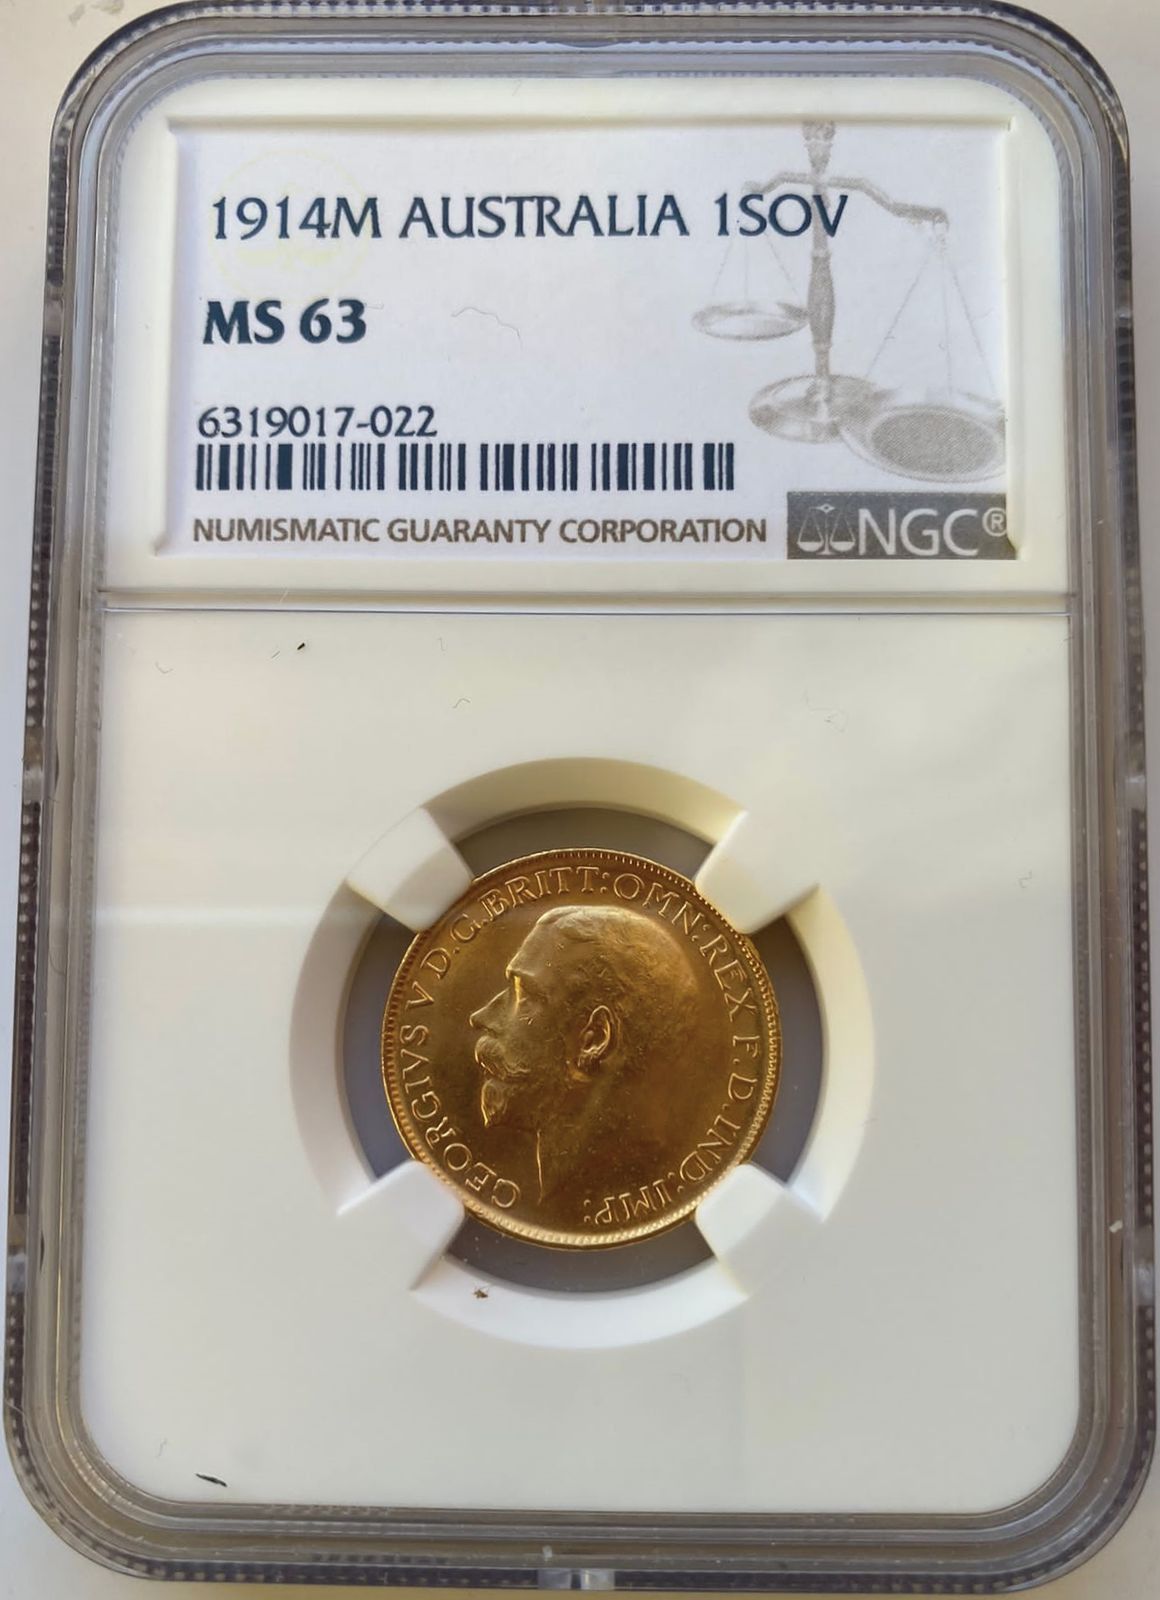 1914M AUSTRALIA 1SOV
MS 63
6319017-022
NUMISMATIC GUARANTY CORPORATION
NGC®
GEORGIVS V D.G.BRITT:OMN:REX F.D.IND:IMP: